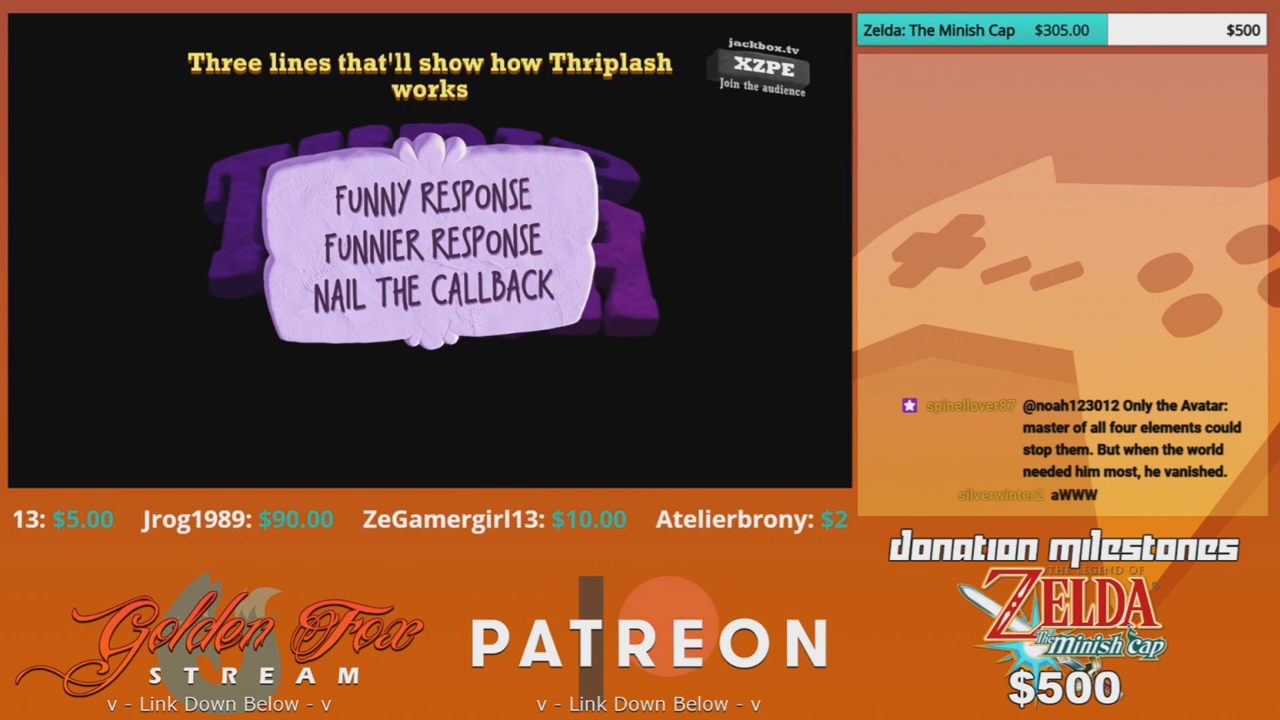 Three lines that'll show how Thriplash
works
jackbox.tv
XZPE
Join the audience
FUNNY RESPONSE
FUNNIER RESPONSE
NAIL THE CALLBACK
Zelda: The Minish Cap $305.00 $500
spinellover87 @noah123012 Only the Avatar:
master of all four elements could
stop them. But when the world
needed him most, he vanished.
silverwinter2 aWWW
13: $5.00 Jrog1989: $90.00 ZeGamergirl13: $10.00 Atelierbrony: $2
Golden Fox
STREAM
v - Link Down Below - v
PATREON
v - Link Down Below - v
donation milestones
THE LEGEND OF
ZELDA
The Minish Cap
$500